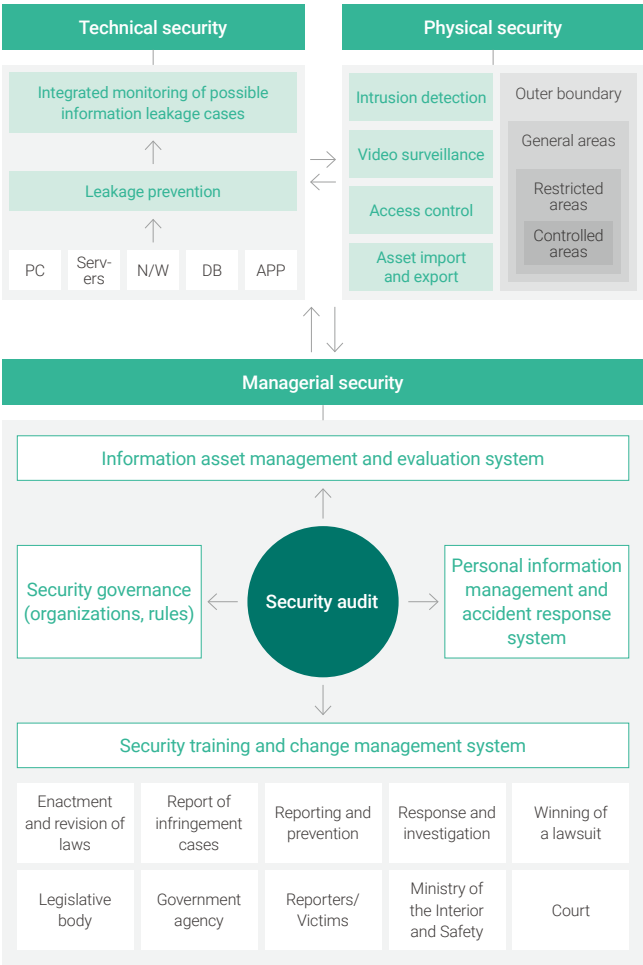 Technical security
Integrated monitoring of possible
information leakage cases
Leakage prevention
PC
Serv-
ers
N/W
DB
APP
Physical security
Intrusion detection
Video surveillance
Access control
Asset import
and export
Outer boundary
General areas
Restricted
areas
Controlled
areas
Managerial security
Information asset management and evaluation system
Security governance
(organizations, rules)
Security audit
Personal information
management and
accident response
system
Security training and change management system
Enactment
and revision of
laws
Report of
infringement
cases
Reporting and
prevention
Response and
investigation
Winning of
a lawsuit
Legislative
body
Government
agency
Reporters/
Victims
Ministry of
the Interior
and Safety
Court